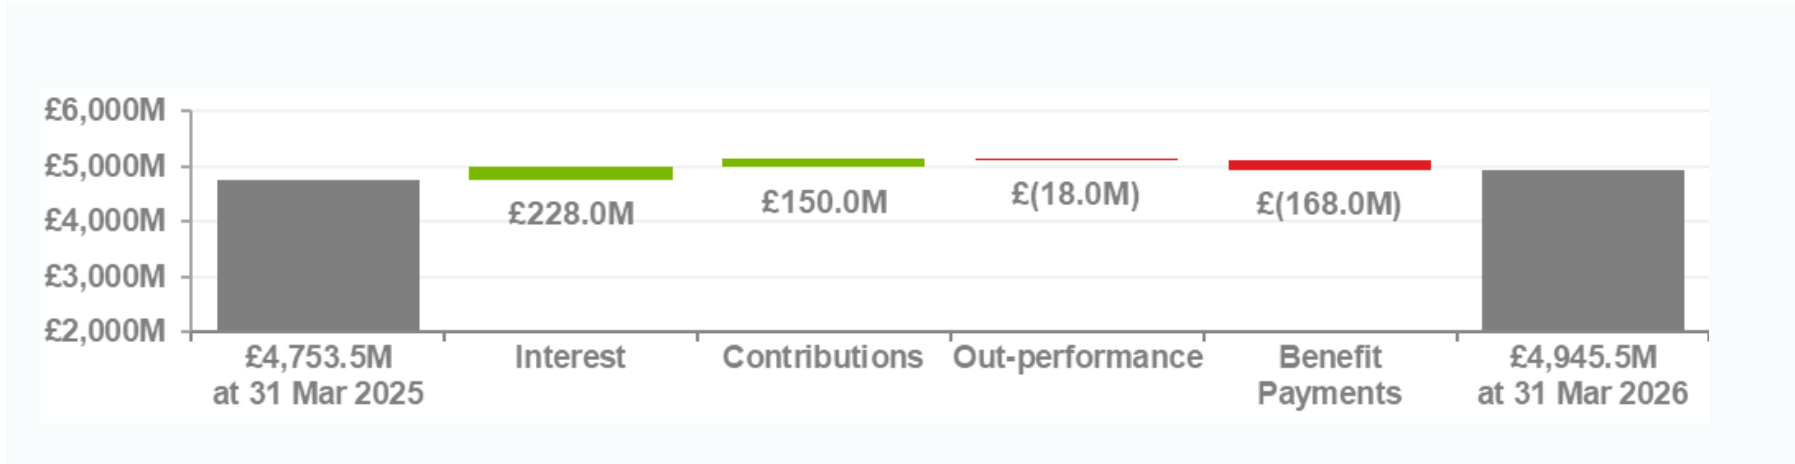 £6,000M
£5,000M
£4,000M
£3,000M
£2,000M
£228.0M
£150.0M
£(18.0M)
£(168.0M)
£4,753.5M
at 31 Mar 2025
Interest
Contributions
Out-performance
Benefit
Payments
£4,945.5M
at 31 Mar 2026